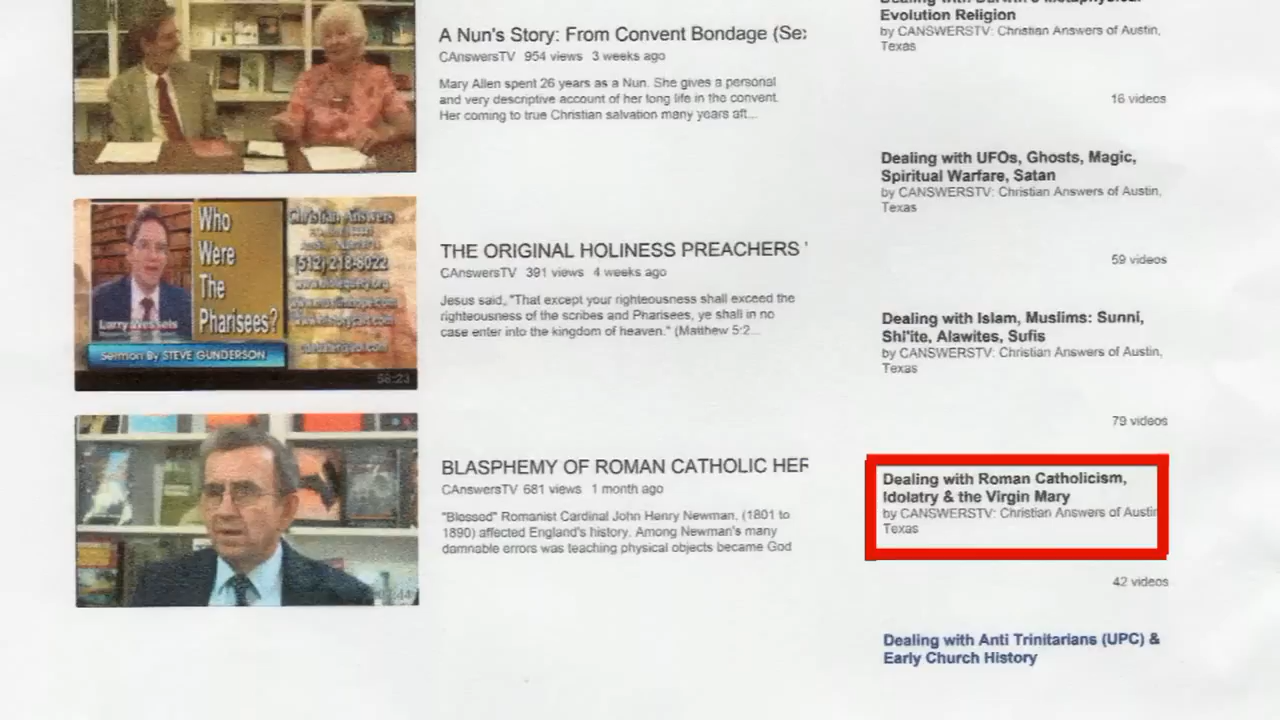 A Nun's Story: From Convent Bondage (Se
CAnswersTV 954 views 3 weeks ago
Mary Allen spent 26 years as a Nun. She gives a personal
and very descriptive account of her long life in the convent.
Her coming to true Christian salvation many years aft...
Who
Were
The
Pharisees?
Christian Answers
(512) 218-8022
Larry Wessels
Sermon By STEVE GUNDERSON
58:23
THE ORIGINAL HOLINESS PREACHERS '
CAnswersTV 391 views 4 weeks ago
Jesus said, "That except your righteousness shall exceed the
righteousness of the scribes and Pharisees, ye shall in no
case enter into the kingdom of heaven." (Matthew 5:2...
BLASPHEMY OF ROMAN CATHOLIC HER
CAnswersTV 681 views 1 month ago
"Blessed" Romanist Cardinal John Henry Newman, (1801 to
1890) affected England's history. Among Newman's many
damnable errors was teaching physical objects became God
Evolution Religion
by CANSWERSTV: Christian Answers of Austin,
Texas
16 videos
Dealing with UFOs, Ghosts, Magic,
Spiritual Warfare, Satan
by CANSWERSTV: Christian Answers of Austin,
Texas
59 videos
Dealing with Islam, Muslims: Sunni,
Shi'ite, Alawites, Sufis
by CANSWERSTV: Christian Answers of Austin,
Texas
79 videos
Dealing with Roman Catholicism,
Idolatry & the Virgin Mary
by CANSWERSTV: Christian Answers of Austin
Texas
42 videos
Dealing with Anti Trinitarians (UPC) &
Early Church History